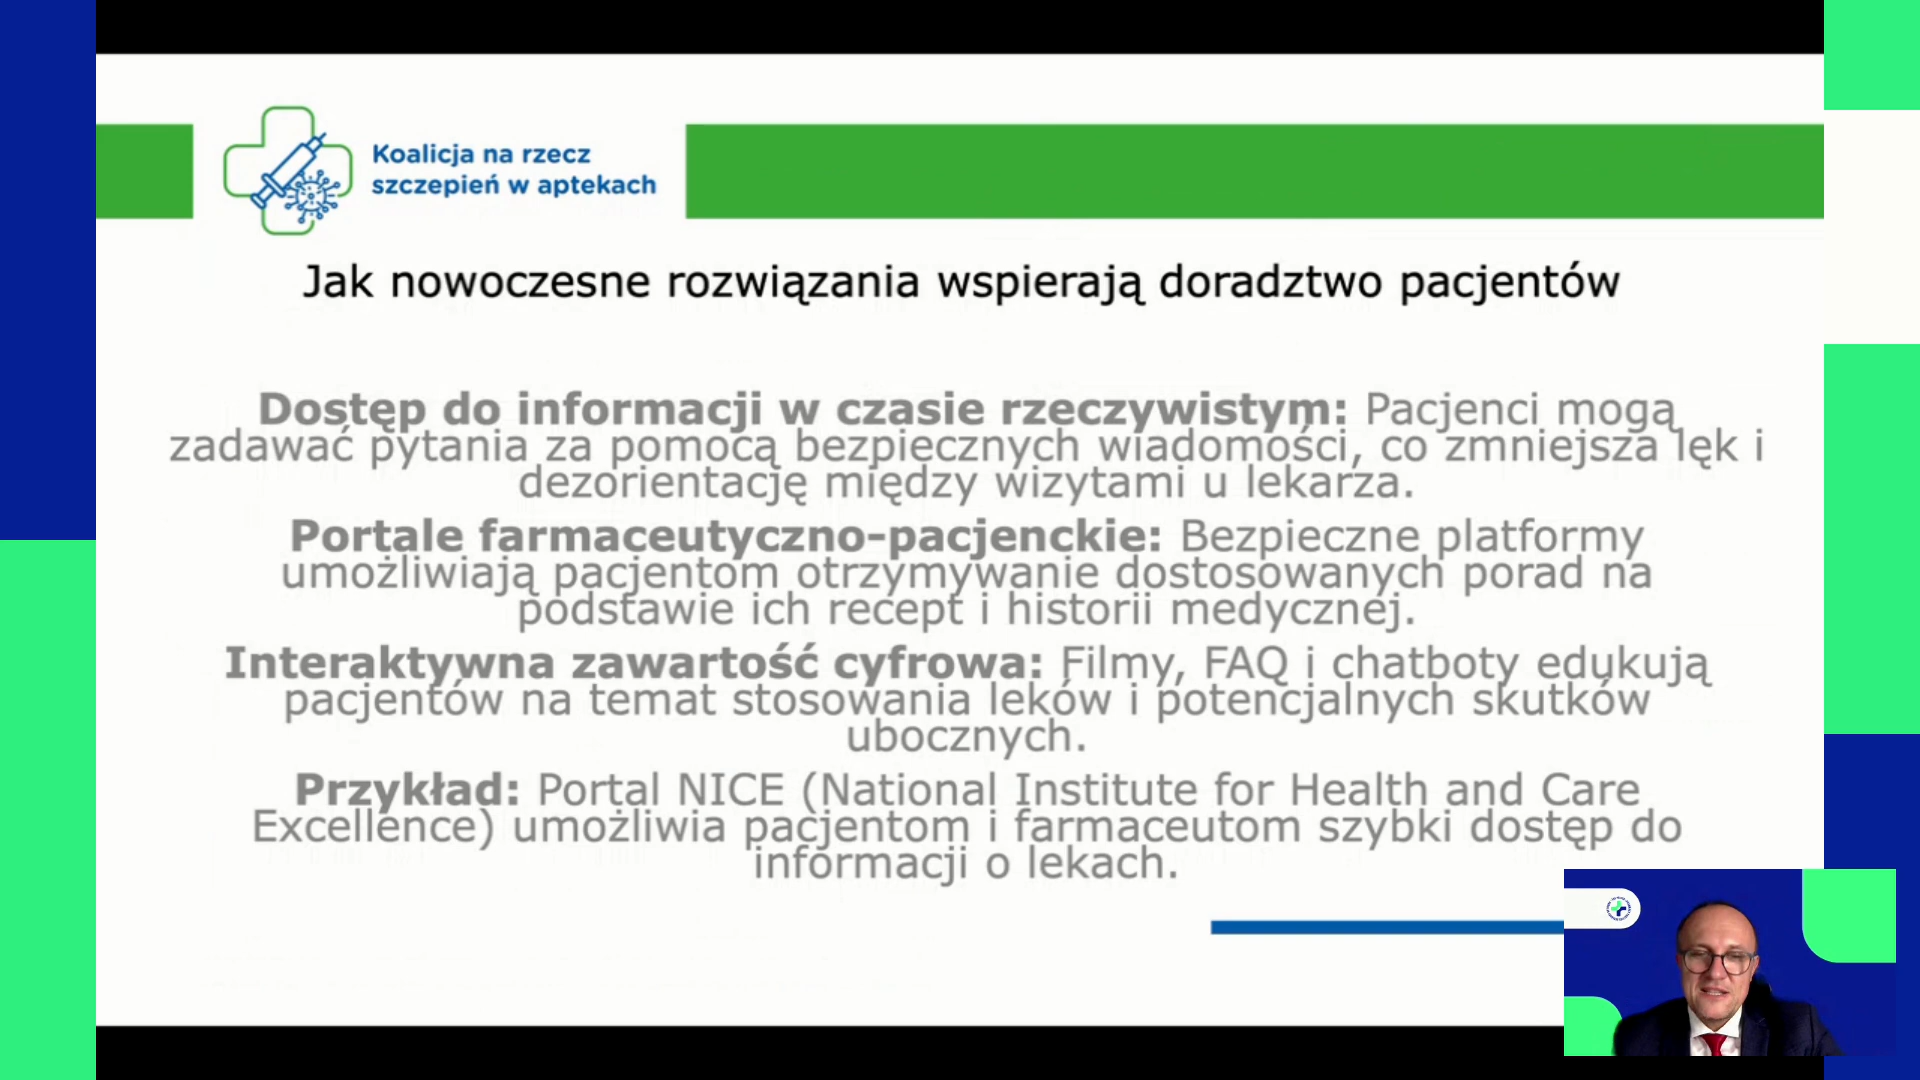 Koalicja na rzecz
szczepień w aptekach
Jak nowoczesne rozwiązania wspierają doradztwo pacjentów
Dostęp do informacji w czasie rzeczywistym: Pacjenci mogą
zadawać pytania za pomocą bezpiecznych wiadomości, co zmniejsza lęk i
dezorientację między wizytami u lekarza.
Portale farmaceutyczno-pacjenckie: Bezpieczne platformy
umożliwiają pacjentom otrzymywanie dostosowanych porad na
podstawie ich recept i historii medycznej.
Interaktywna zawartość cyfrowa: Filmy, FAQ i chatboty edukują
pacjentów na temat stosowania leków i potencjalnych skutków
ubocznych.
Przykład: Portal NICE (National Institute for Health and Care
Excellence) umożliwia pacjentom i farmaceutom szybki dostęp do
informacji o lekach.